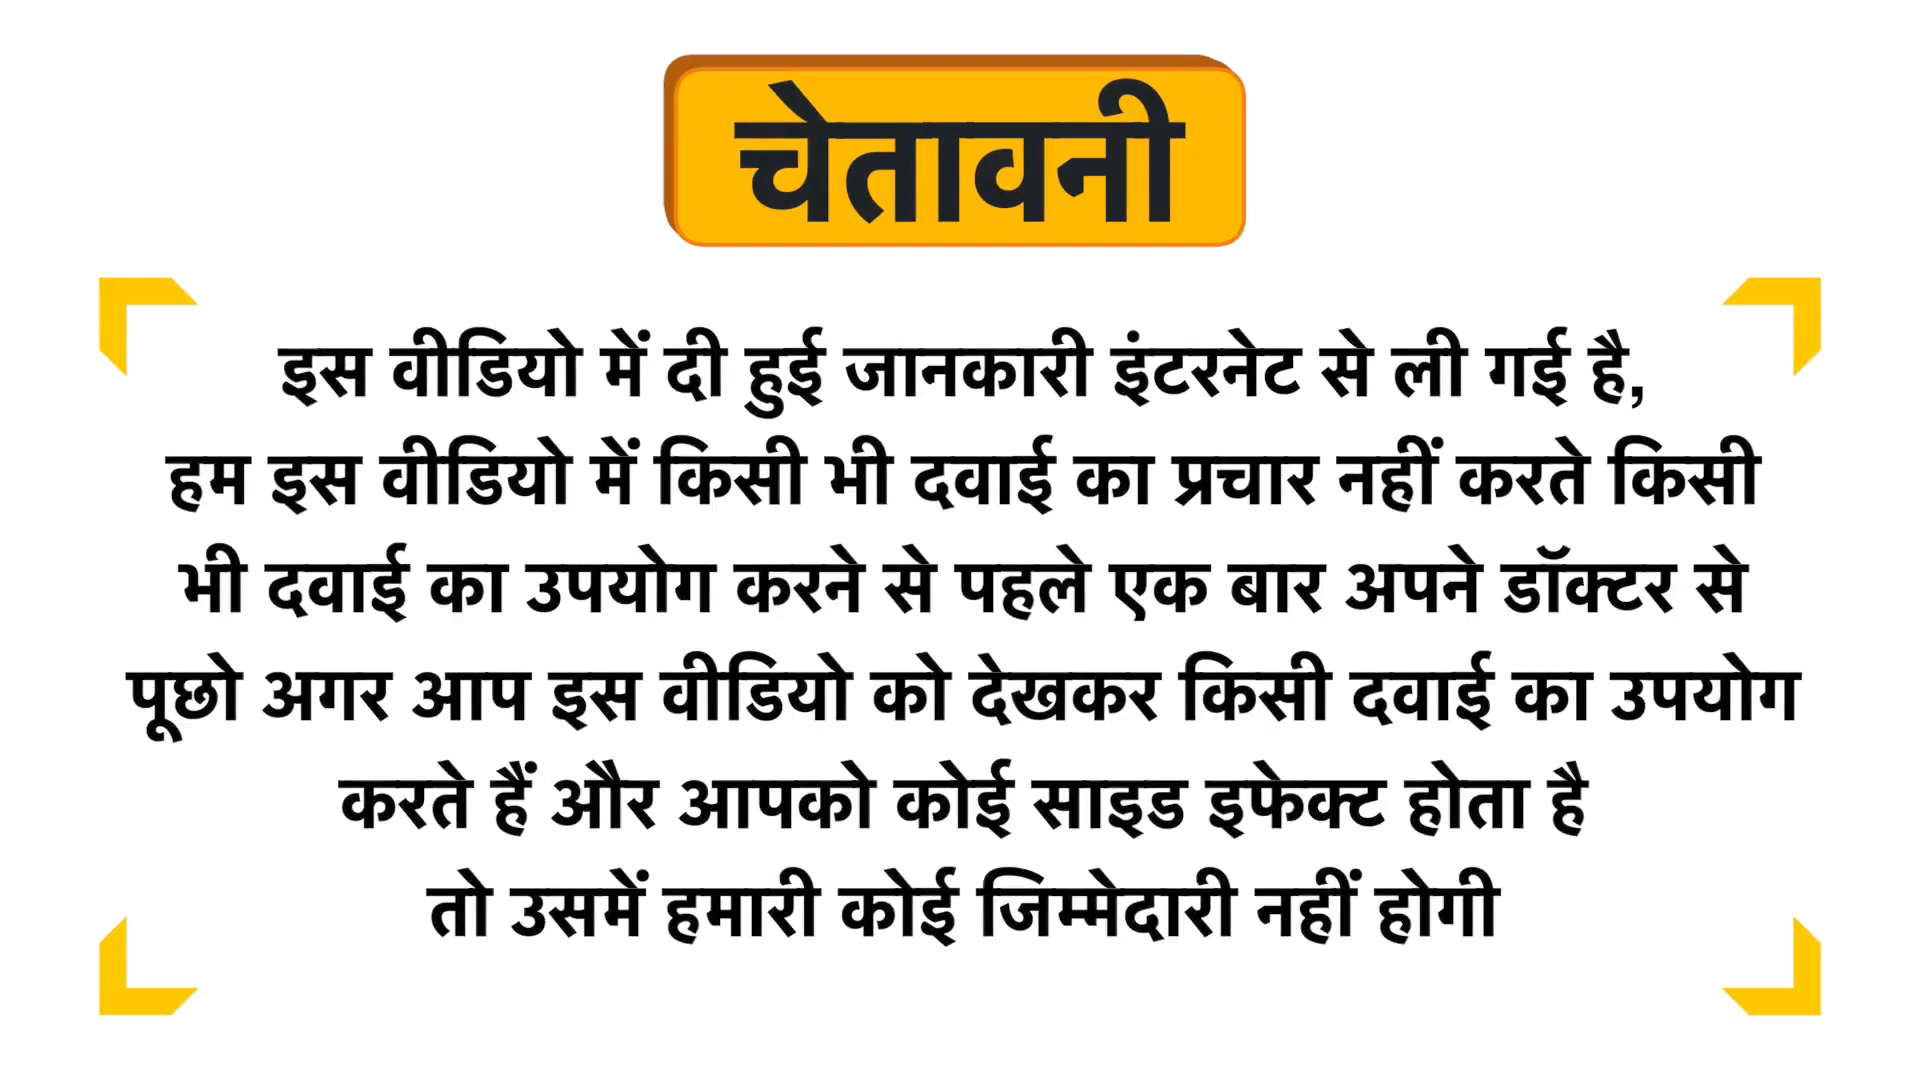 चेतावनी
इस वीडियो में दी हुई जानकारी इंटरनेट से ली गई है,
हम इस वीडियो में किसी भी दवाई का प्रचार नहीं करते किसी
भी दवाई का उपयोग करने से पहले एक बार अपने डॉक्टर से
पूछो अगर आप इस वीडियो को देखकर किसी दवाई का उपयोग
करते हैं और आपको कोई साइड इफेक्ट होता है
तो उसमें हमारी कोई जिम्मेदारी नहीं होगी